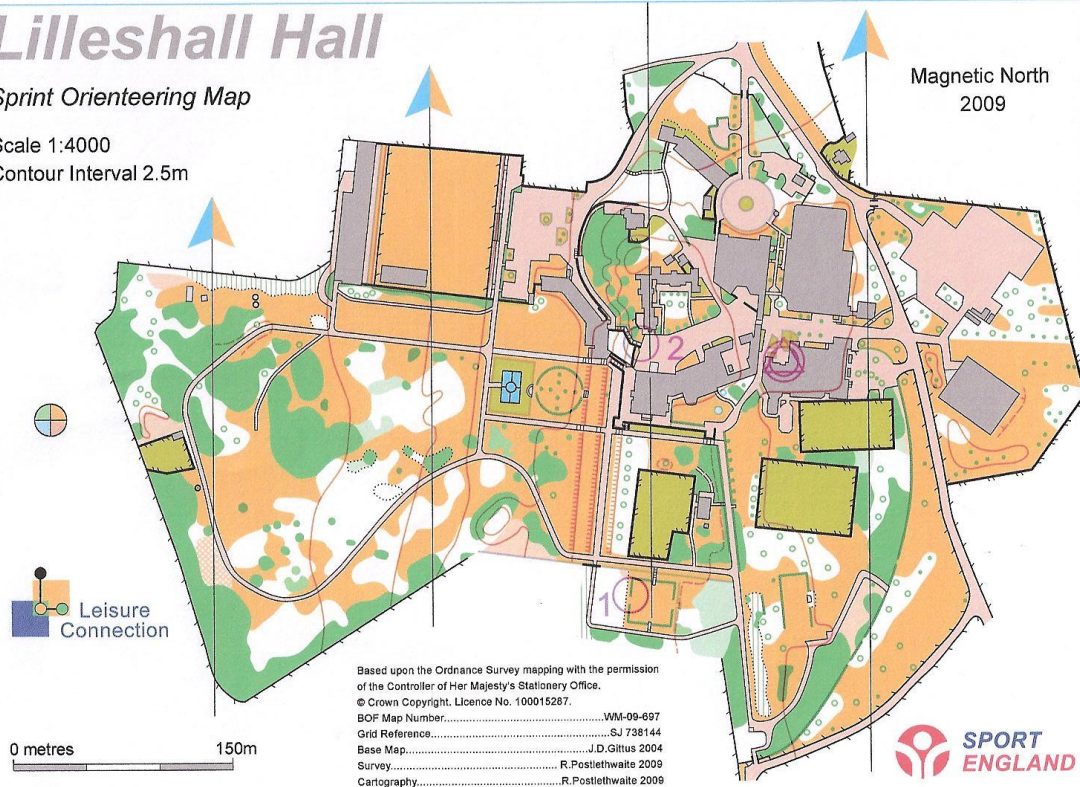 Lilleshall Hall
Sprint Orienteering Map
Scale 1:4000
Contour Interval 2.5m
Magnetic North
2009
2
1
Leisure
Connection
0 metres 150m
Based upon the Ordnance Survey mapping with the permission
of the Controller of Her Majesty's Stationery Office.
© Crown Copyright. Licence No. 100015287.
BOF Map Number..............................WM-09-697
Grid Reference..................................SJ 738144
Base Map.....................................J.D.Gittus 2004
Survey................................ R.Postlethwaite 2009
Cartography..........................R.Postlethwaite 2009
SPORT
ENGLAND